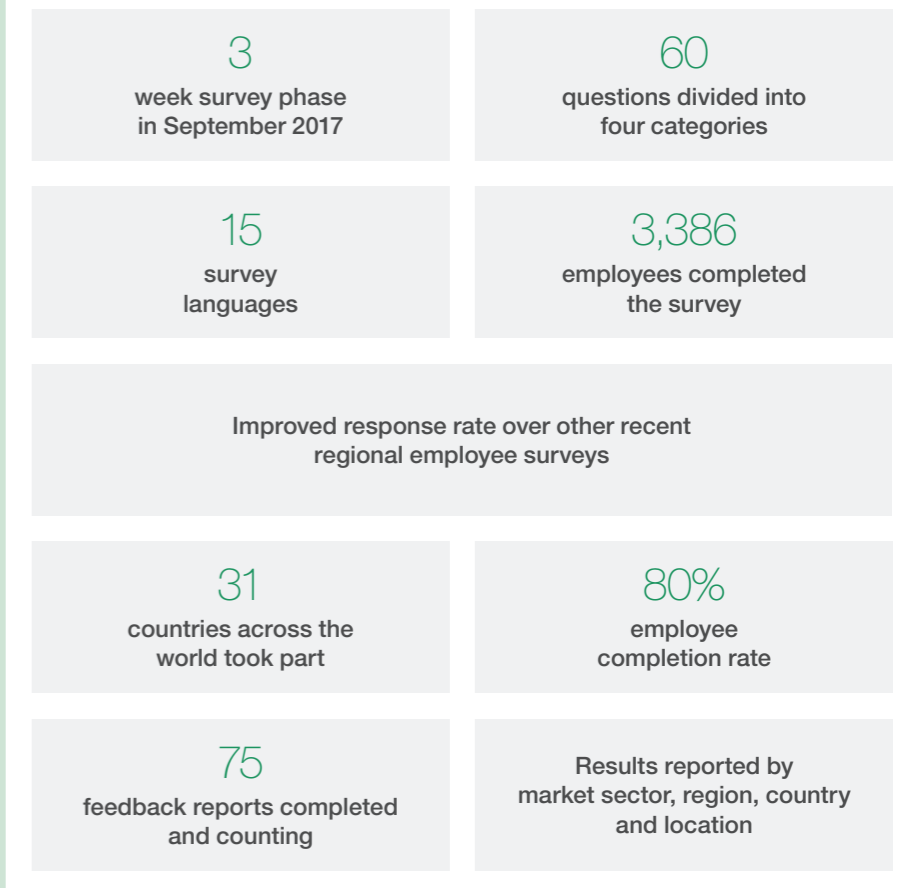 3
week survey phase
in September 2017
60
questions divided into
four categories
15
survey
languages
3,386
employees completed
the survey
Improved response rate over other recent
regional employee surveys
31
countries across the
world took part
80%
employee
completion rate
75
feedback reports completed
and counting
Results reported by
market sector, region, country
and location